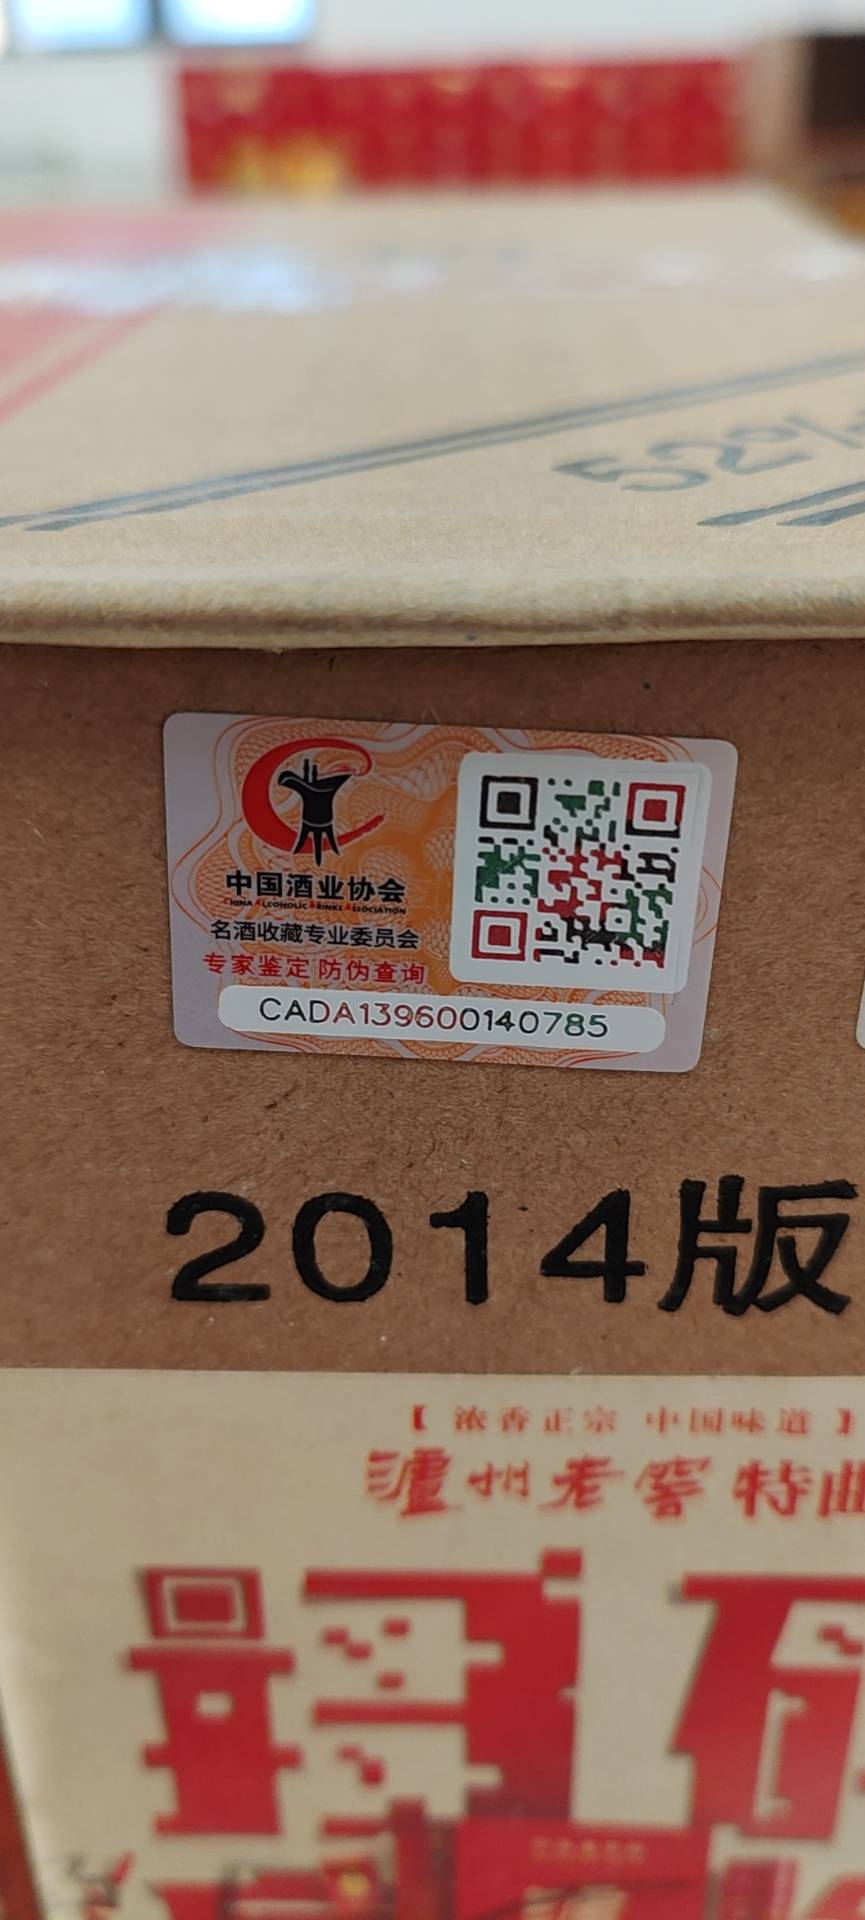 52%
中国酒业协会
CHINA ALCOHOLIC DRINKS ASSOCIATION
名酒收藏专业委员会
专家鉴定 防伪查询
CADA139600140785
2014版
【 浓香正宗 中国味道 】
泸州老窖 特曲